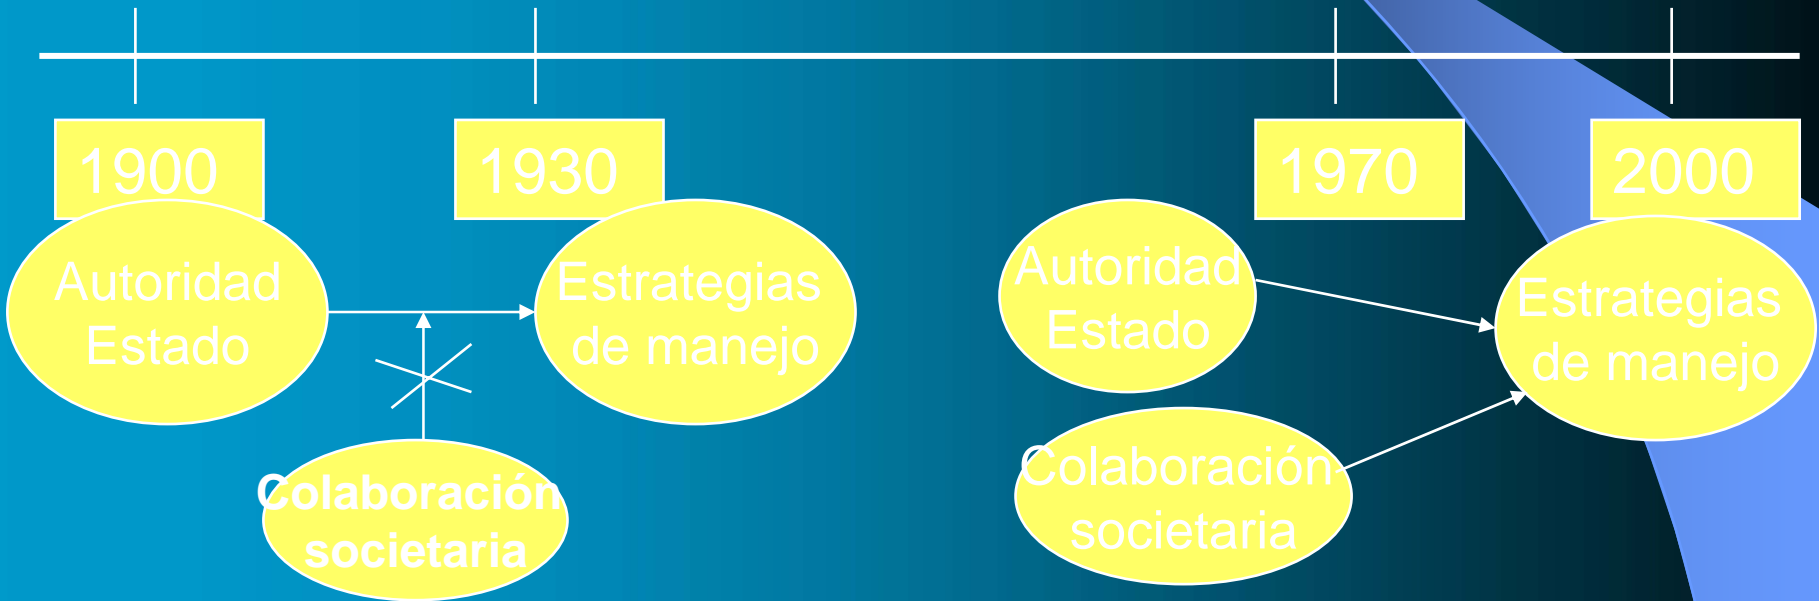 1900
1930
1970
2000
Autoridad
Estado
Estrategias
de manejo
Colaboración
societaria
Autoridad
Estado
Colaboración
societaria
Estrategias
de manejo